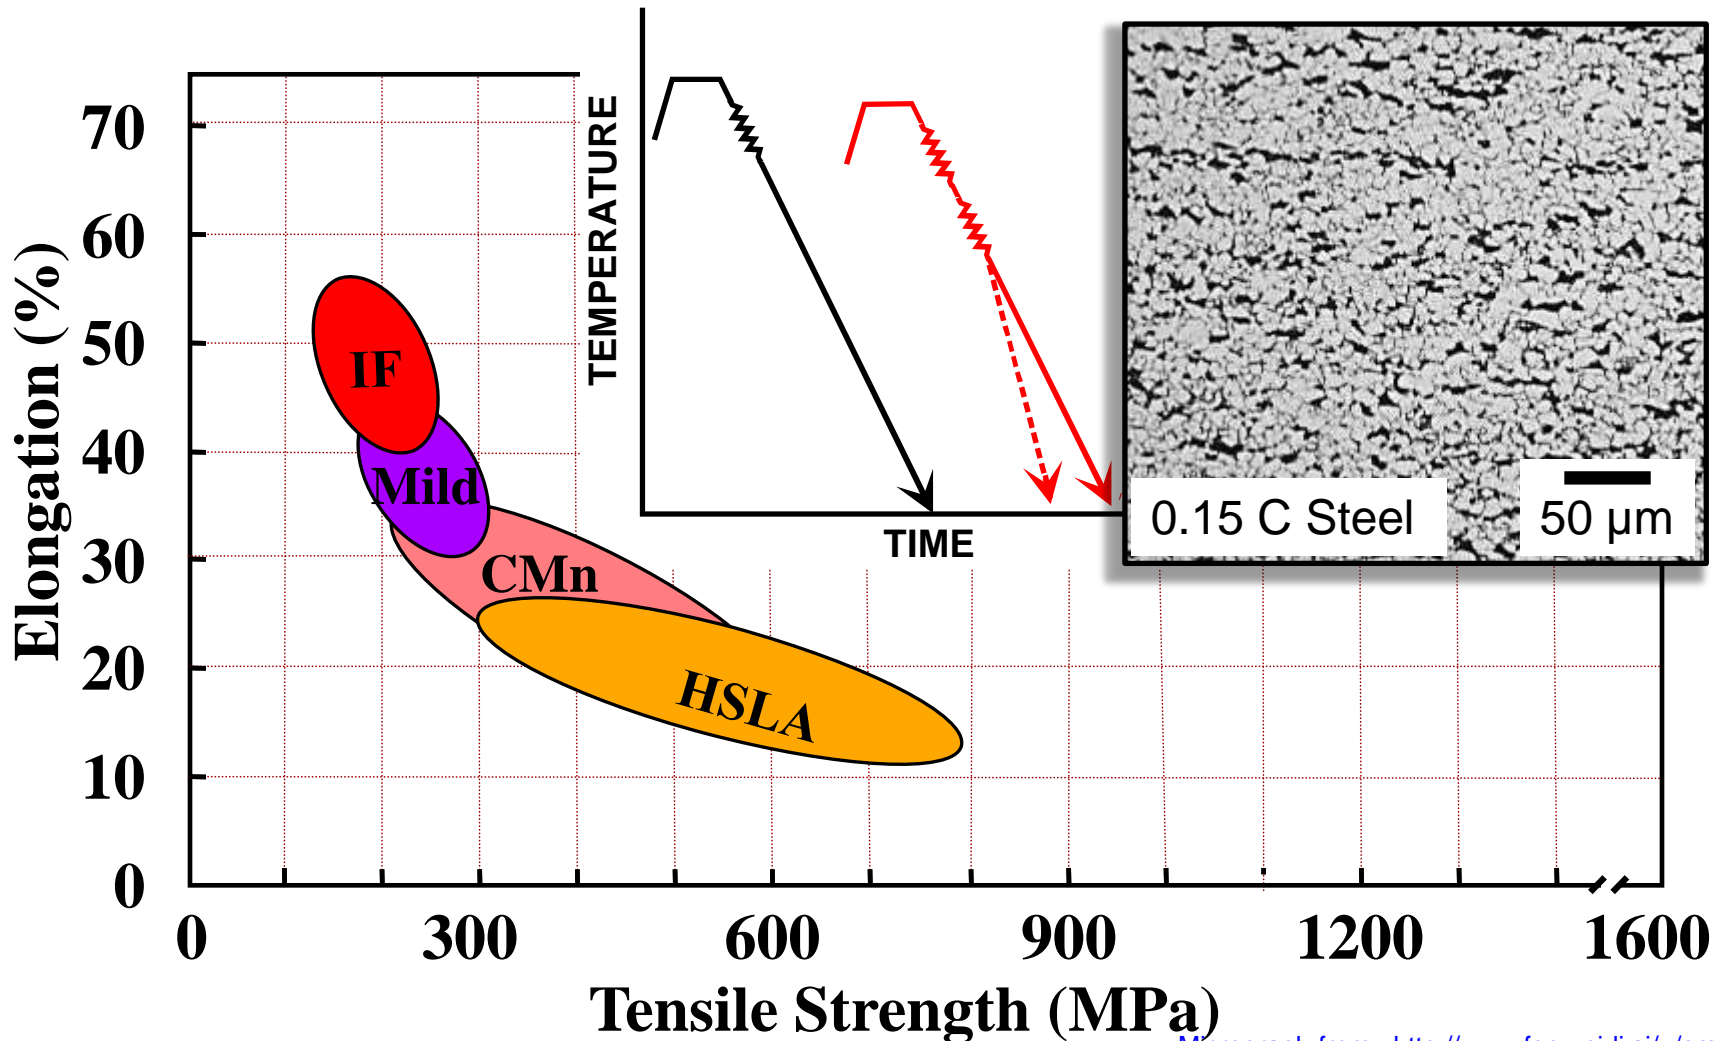 70
60
50
40
30
20
10
0
Elongation (%)
0 300 600 900 1200 1600
Tensile Strength (MPa)
IF
Mild
CMn
HSLA
TEMPERATURE
TIME
0.15 C Steel
50 µm